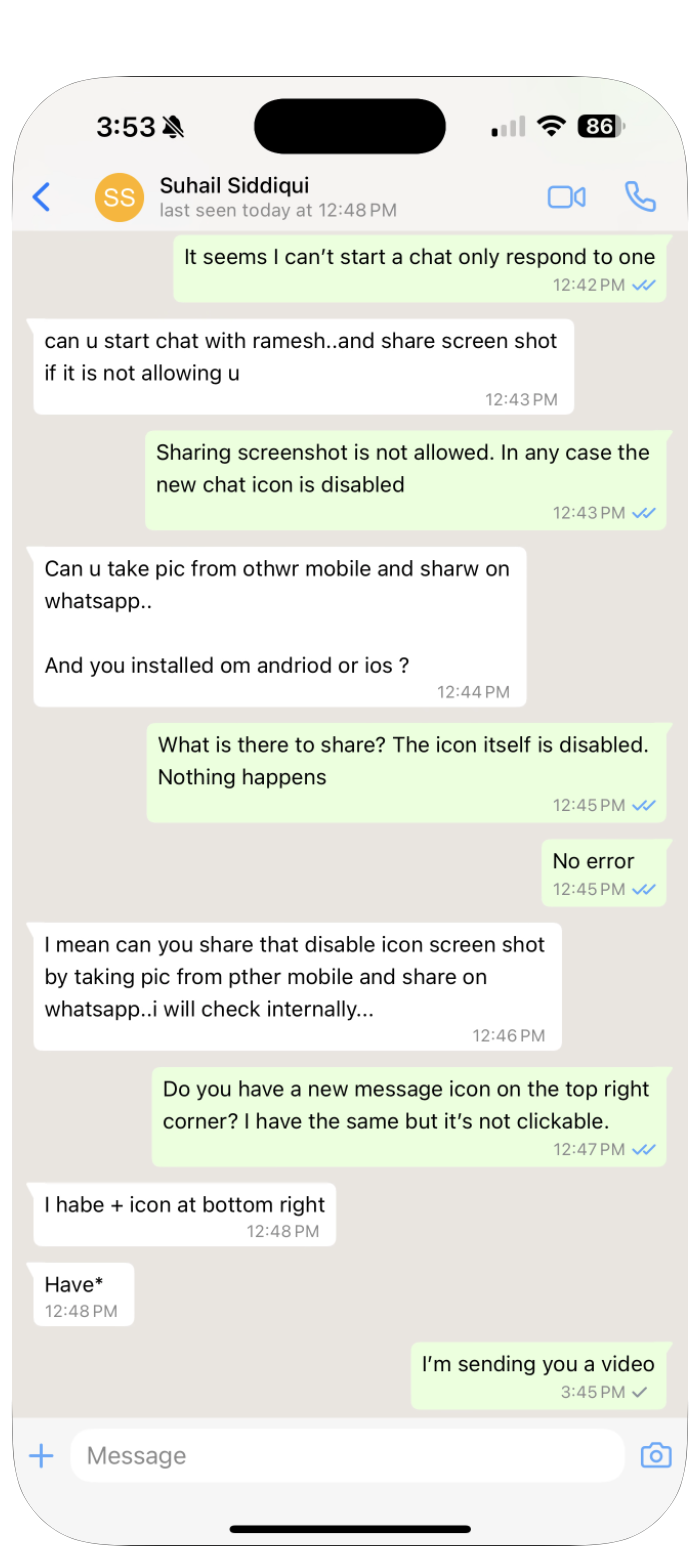 3:53
86
SS
Suhail Siddiqui
last seen today at 12:48 PM
It seems I can't start a chat only respond to one
12:42 PM
can u start chat with ramesh..and share screen shot
if it is not allowing u
12:43 PM
Sharing screenshot is not allowed. In any case the
new chat icon is disabled
12:43 PM
Can u take pic from othwr mobile and sharw on
whatsapp..
And you installed om andriod or ios ?
12:44 PM
What is there to share? The icon itself is disabled.
Nothing happens
12:45 PM
No error
12:45 PM
I mean can you share that disable icon screen shot
by taking pic from pther mobile and share on
whatsapp..i will check internally...
12:46 PM
Do you have a new message icon on the top right
corner? I have the same but it's not clickable.
12:47 PM
I habe + icon at bottom right
12:48 PM
Have*
12:48 PM
I'm sending you a video
3:45 PM
Message